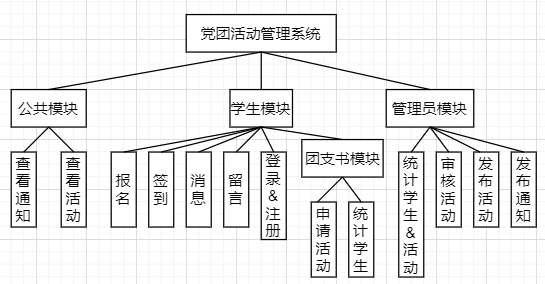 党团活动管理系统
公共模块
学生模块
管理员模块
查看通知
查看活动
报名
签到
消息
留言
登录&注册
团支书模块
统计学生&活动
审核活动
发布活动
发布通知
申请活动
统计学生